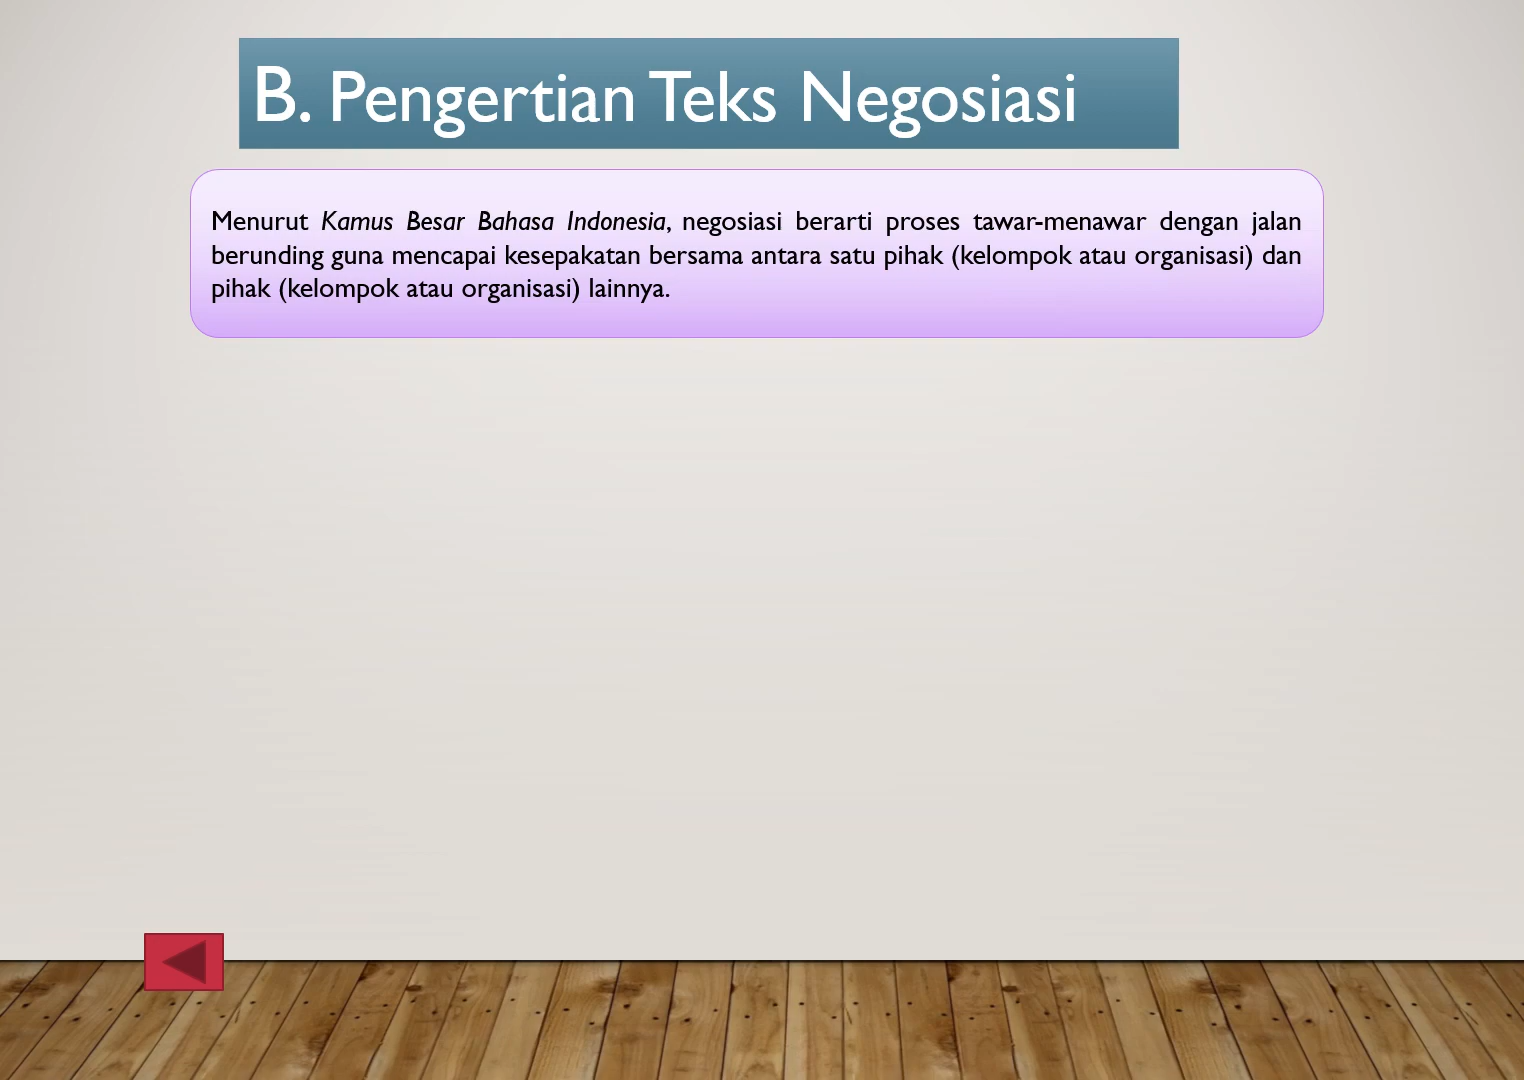 B. Pengertian Teks Negosiasi
Menurut Kamus Besar Bahasa Indonesia, negosiasi berarti proses tawar-menawar dengan jalan
berunding guna mencapai kesepakatan bersama antara satu pihak (kelompok atau organisasi) dan
pihak (kelompok atau organisasi) lainnya.